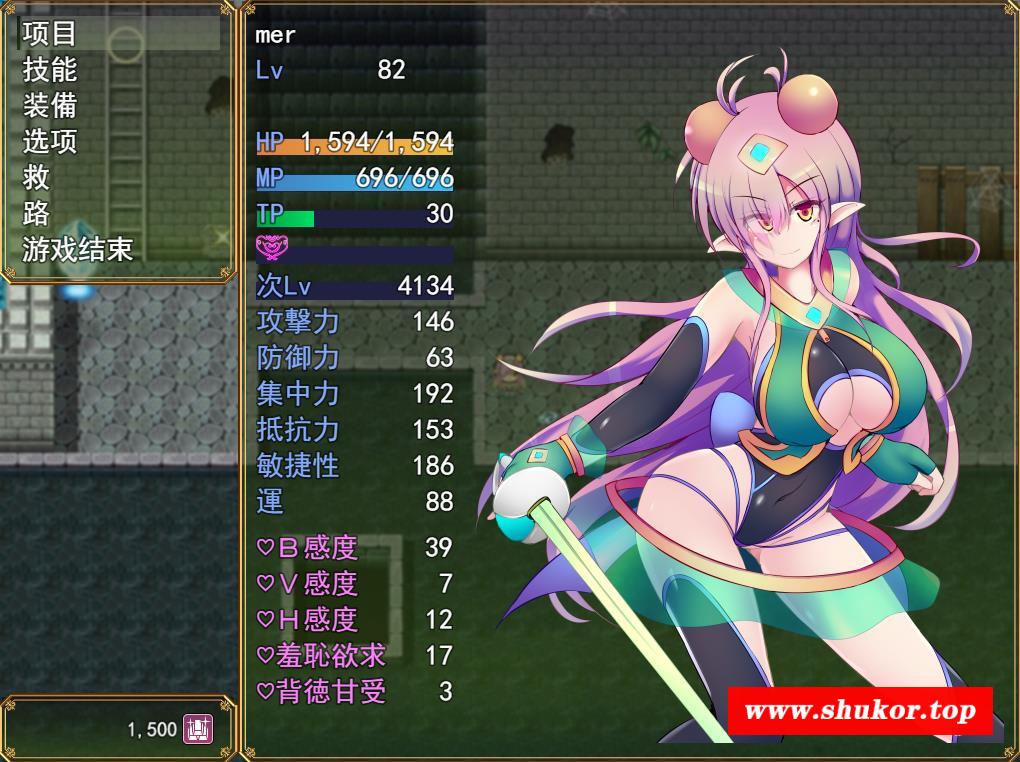 项目
技能
装備
选项
救
路
游戏结束
1,500
mer
Lv 82
HP 1,594/1,594
MP 696/696
TP 30
次Lv 4134
攻撃力 146
防御力 63
集中力 192
抵抗力 153
敏捷性 186
運 88
♡B感度 39
♡V感度 7
♡H感度 12
♡羞恥欲求 17
♡背徳甘受 3
www.shukor.top